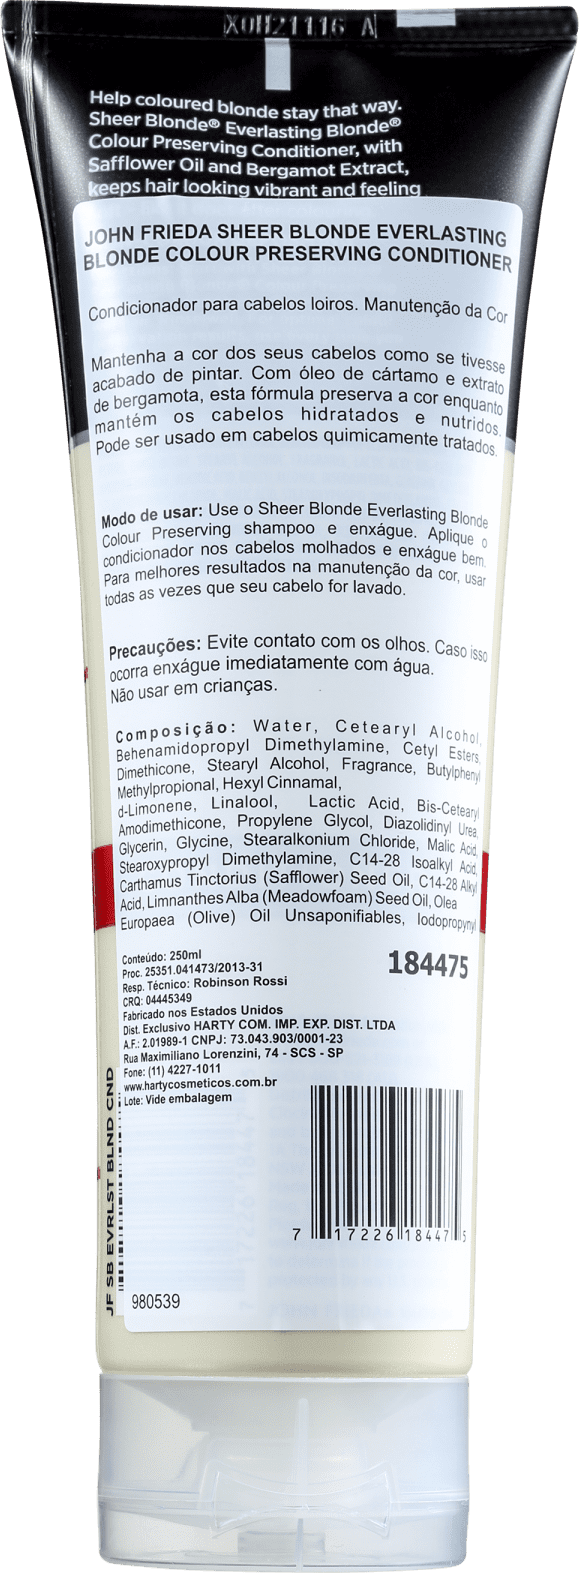 X0H21116 A
Help coloured blonde stay that way.
Sheer Blonde® Everlasting Blonde®
Colour Preserving Conditioner, with
Safflower Oil and Bergamot Extract,
keeps hair looking vibrant and feeling
JOHN FRIEDA SHEER BLONDE EVERLASTING
BLONDE COLOUR PRESERVING CONDITIONER
Condicionador para cabelos loiros. Manutenção da Cor
Mantenha a cor dos seus cabelos como se tivesse
acabado de pintar. Com óleo de cártamo e extrato
de bergamota, esta fórmula preserva a cor enquanto
mantém os cabelos hidratados e nutridos.
Pode ser usado em cabelos quimicamente tratados.
Modo de usar: Use o Sheer Blonde Everlasting Blonde
Colour Preserving shampoo e enxágue. Aplique o
condicionador nos cabelos molhados e enxágue bem.
Para melhores resultados na manutenção da cor, usar
todas as vezes que seu cabelo for lavado.
Precauções: Evite contato com os olhos. Caso isso
ocorra enxágue imediatamente com água.
Não usar em crianças.
Composição: Water, Cetearyl Alcohol,
Behenamidopropyl Dimethylamine, Cetyl Esters,
Dimethicone, Stearyl Alcohol, Fragrance, Butylphenyl
Methylpropional, Hexyl Cinnamal,
d-Limonene, Linalool, Lactic Acid, Bis-Cetearyl
Amodimethicone, Propylene Glycol, Diazolidinyl Urea,
Glycerin, Glycine, Stearalkonium Chloride, Malic Acid,
Stearoxypropyl Dimethylamine, C14-28 Isoalkyl Acid,
Carthamus Tinctorius (Safflower) Seed Oil, C14-28 Alkyl
Acid, Limnanthes Alba (Meadowfoam) Seed Oil, Olea
Europaea (Olive) Oil Unsaponifiables, Iodopropynyl
Conteúdo: 250ml
Proc. 25351.041473/2013-31
Resp. Técnico: Robinson Rossi
CRQ: 04445349
Fabricado nos Estados Unidos
Dist. Exclusivo HARTY COM. IMP. EXP. DIST. LTDA
A.F.: 2.01989-1 CNPJ: 73.043.903/0001-23
Rua Maximiliano Lorenzini, 74 - SCS - SP
Fone: (11) 4227-1011
www.hartycosmeticos.com.br
Lote: Vide embalagem
184475
7 17226 18447 5
980539
JF SB EVRLST BLND CND